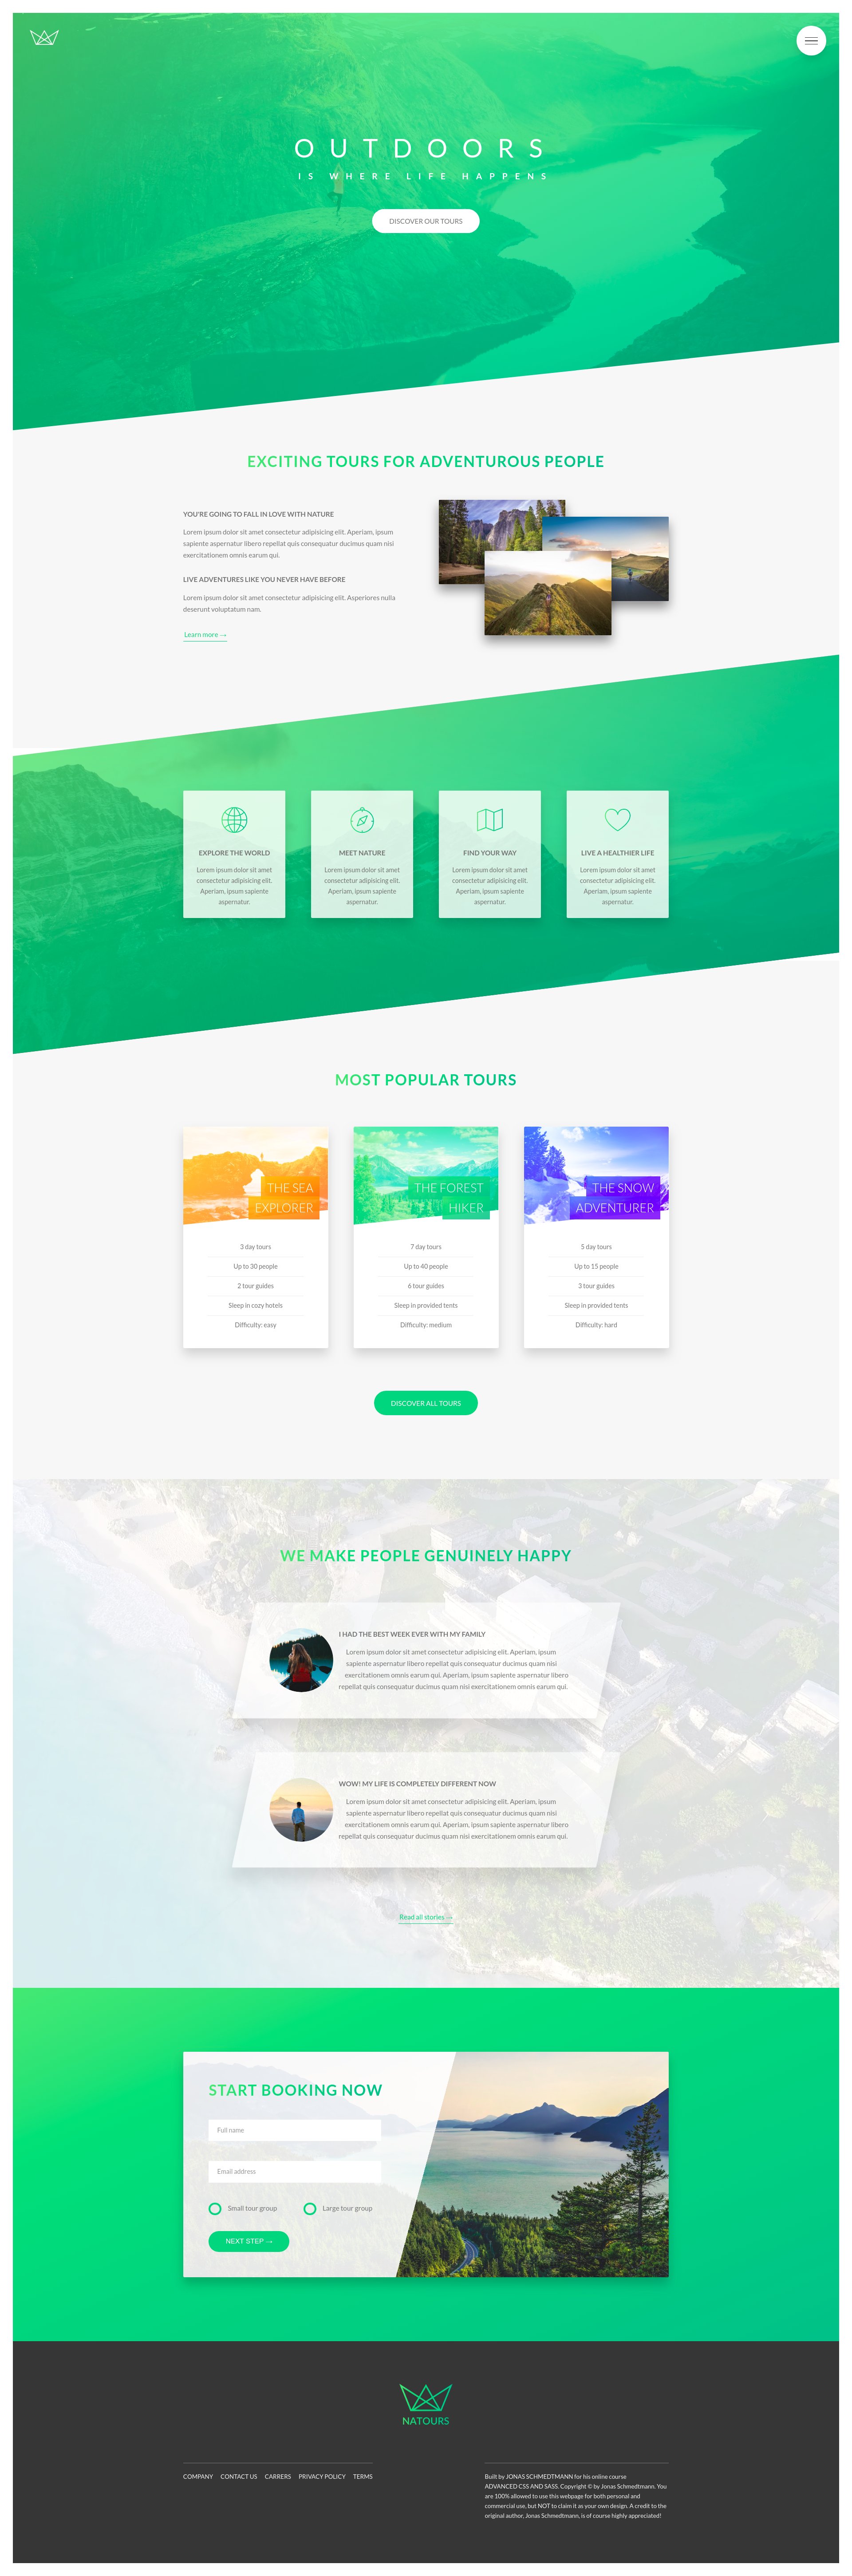 OUTDOORS
IS WHERE LIFE HAPPENS
DISCOVER OUR TOURS
EXCITING TOURS FOR ADVENTUROUS PEOPLE
YOU'RE GOING TO FALL IN LOVE WITH NATURE
Lorem ipsum dolor sit amet consectetur adipisicing elit. Aperiam, ipsum
sapiente aspernatur libero repellat quis consequatur ducimus quam nisi
exercitationem omnis earum qui.
LIVE ADVENTURES LIKE YOU NEVER HAVE BEFORE
Lorem ipsum dolor sit amet consectetur adipisicing elit. Asperiores nulla
deserunt voluptatum nam.
Learn more →
EXPLORE THE WORLD
Lorem ipsum dolor sit amet
consectetur adipisicing elit.
Aperiam, ipsum sapiente
aspernatur.
MEET NATURE
Lorem ipsum dolor sit amet
consectetur adipisicing elit.
Aperiam, ipsum sapiente
aspernatur.
FIND YOUR WAY
Lorem ipsum dolor sit amet
consectetur adipisicing elit.
Aperiam, ipsum sapiente
aspernatur.
LIVE A HEALTHIER LIFE
Lorem ipsum dolor sit amet
consectetur adipisicing elit.
Aperiam, ipsum sapiente
aspernatur.
MOST POPULAR TOURS
THE SEA
EXPLORER
3 day tours
Up to 30 people
2 tour guides
Sleep in cozy hotels
Difficulty: easy
THE FOREST
HIKER
7 day tours
Up to 40 people
6 tour guides
Sleep in provided tents
Difficulty: medium
THE SNOW
ADVENTURER
5 day tours
Up to 15 people
3 tour guides
Sleep in provided tents
Difficulty: hard
DISCOVER ALL TOURS
WE MAKE PEOPLE GENUINELY HAPPY
I HAD THE BEST WEEK EVER WITH MY FAMILY
Lorem ipsum dolor sit amet consectetur adipisicing elit. Aperiam, ipsum
sapiente aspernatur libero repellat quis consequatur ducimus quam nisi
exercitationem omnis earum qui. Aperiam, ipsum sapiente aspernatur libero
repellat quis consequatur ducimus quam nisi exercitationem omnis earum qui.
WOW! MY LIFE IS COMPLETELY DIFFERENT NOW
Lorem ipsum dolor sit amet consectetur adipisicing elit. Aperiam, ipsum
sapiente aspernatur libero repellat quis consequatur ducimus quam nisi
exercitationem omnis earum qui. Aperiam, ipsum sapiente aspernatur libero
repellat quis consequatur ducimus quam nisi exercitationem omnis earum qui.
Read all stories →
START BOOKING NOW
Full name
Email address
Small tour group
Large tour group
NEXT STEP →
NATOURS
COMPANY CONTACT US CARRERS PRIVACY POLICY TERMS
Built by JONAS SCHMEDTMANN for his online course
ADVANCED CSS AND SASS. Copyright © by Jonas Schmedtmann. You
are 100% allowed to use this webpage for both personal and
commercial use, but NOT to claim it as your own design. A credit to the
original author, Jonas Schmedtmann, is of course highly appreciated!